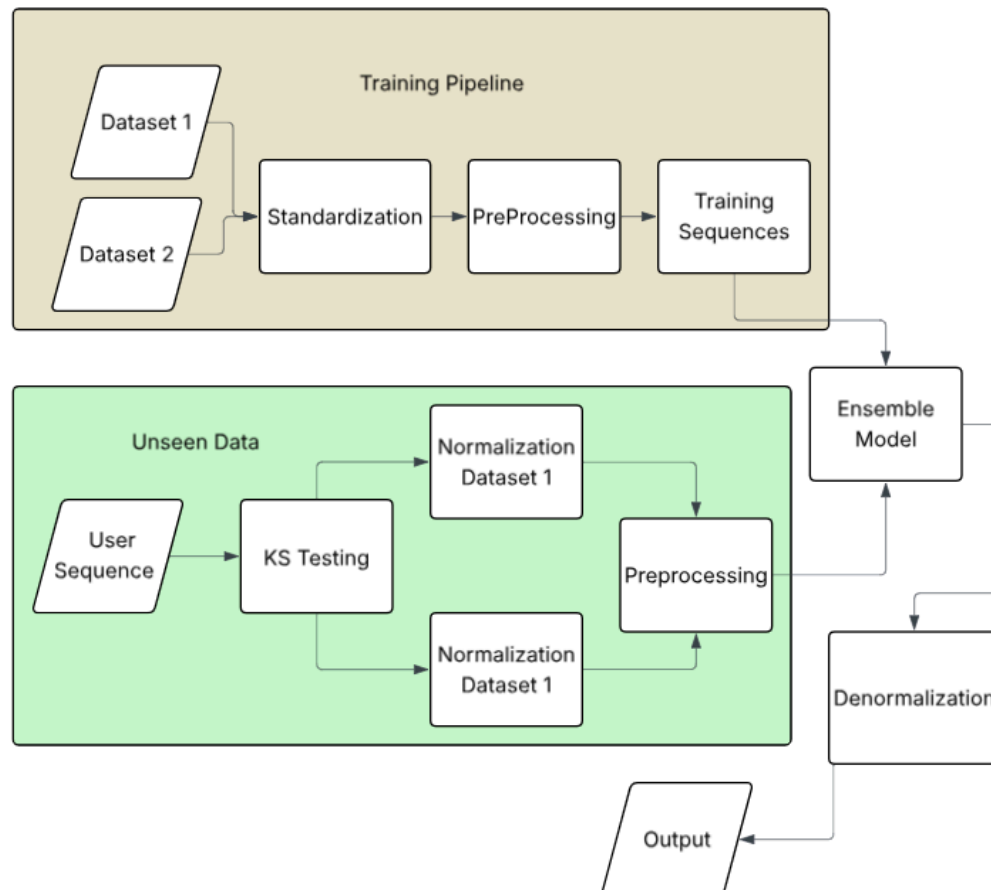 Training Pipeline
Dataset 1
Dataset 2
Standardization
PreProcessing
Training
Sequences
Ensemble
Model
Unseen Data
User
Sequence
KS Testing
Normalization
Dataset 1
Normalization
Dataset 1
Preprocessing
Denormalization
Output